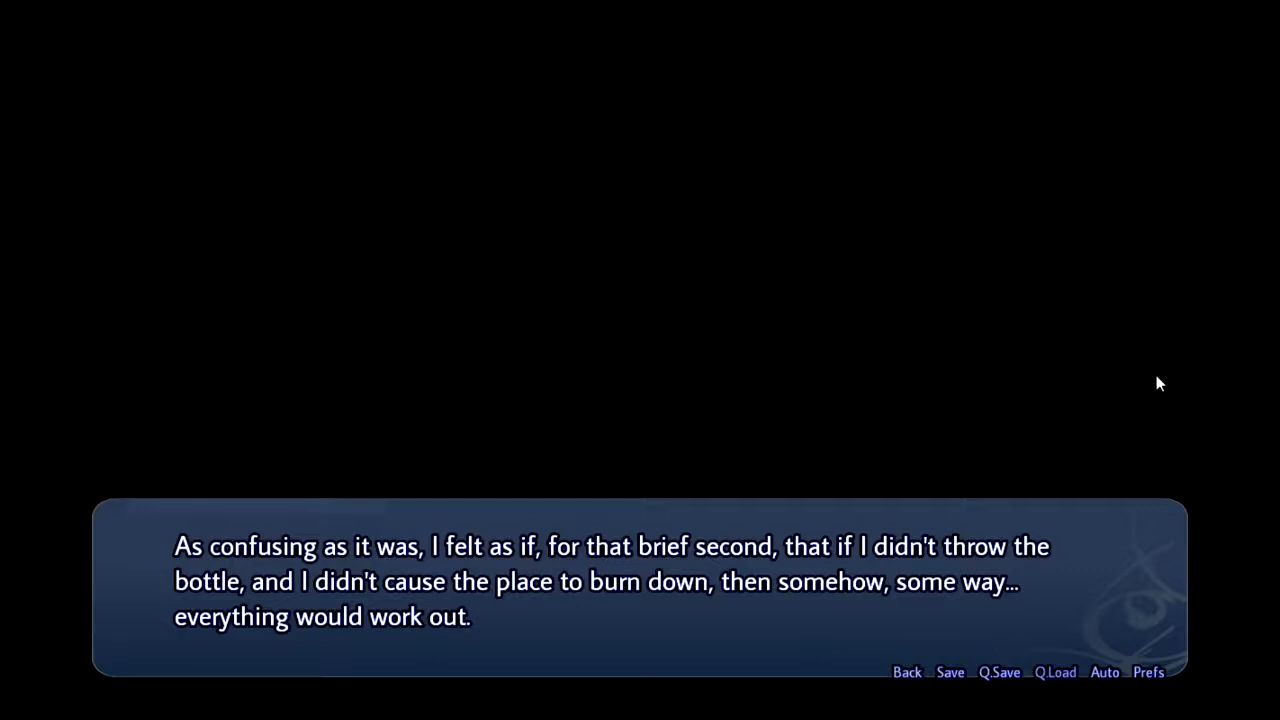 As confusing as it was, I felt as if, for that brief second, that if I didn't throw the
bottle, and I didn't cause the place to burn down, then somehow, some way...
everything would work out.
Back Save Q.Save Q.Load Auto Prefs